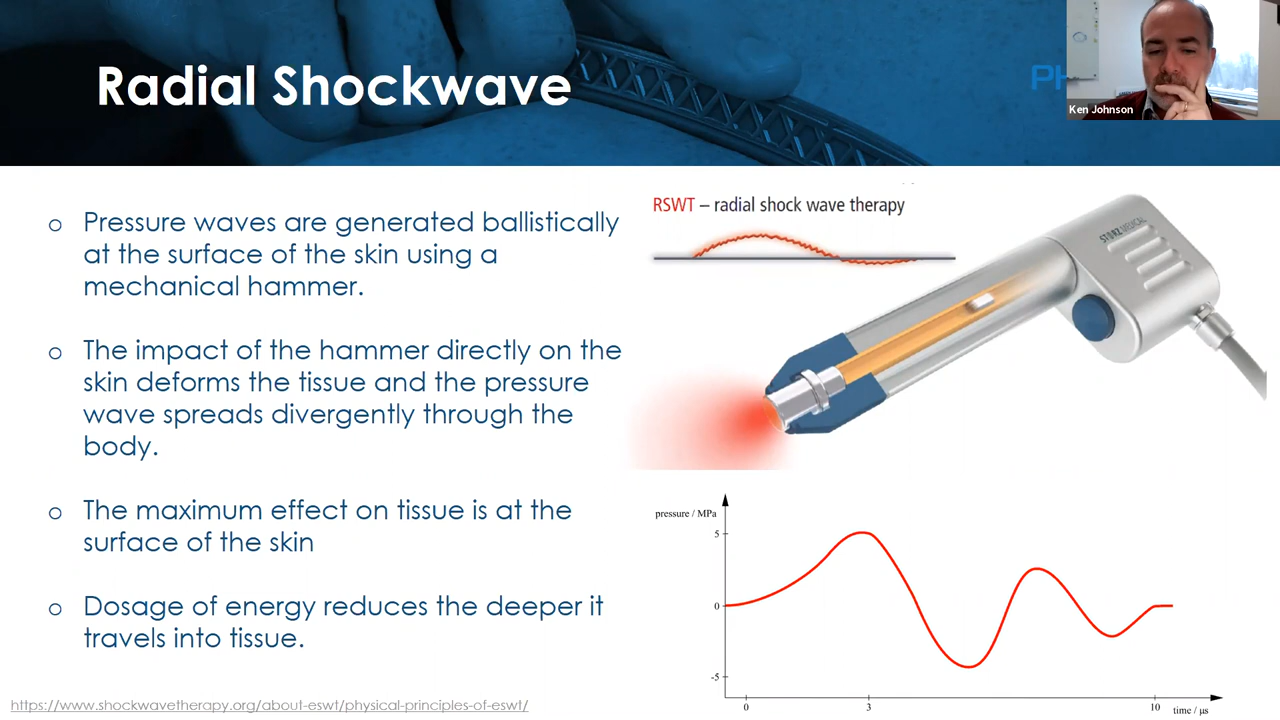 Radial Shockwave
PH
Ken Johnson
o Pressure waves are generated ballistically
at the surface of the skin using a
mechanical hammer.
o The impact of the hammer directly on the
skin deforms the tissue and the pressure
wave spreads divergently through the
body.
o The maximum effect on tissue is at the
surface of the skin
o Dosage of energy reduces the deeper it
travels into tissue.
https://www.shockwavetherapy.org/about-eswt/physical-principles-of-eswt/
RSWT – radial shock wave therapy
STORZ MEDICAL
pressure / MPa
5
0
-5
0
3
10
time / μs